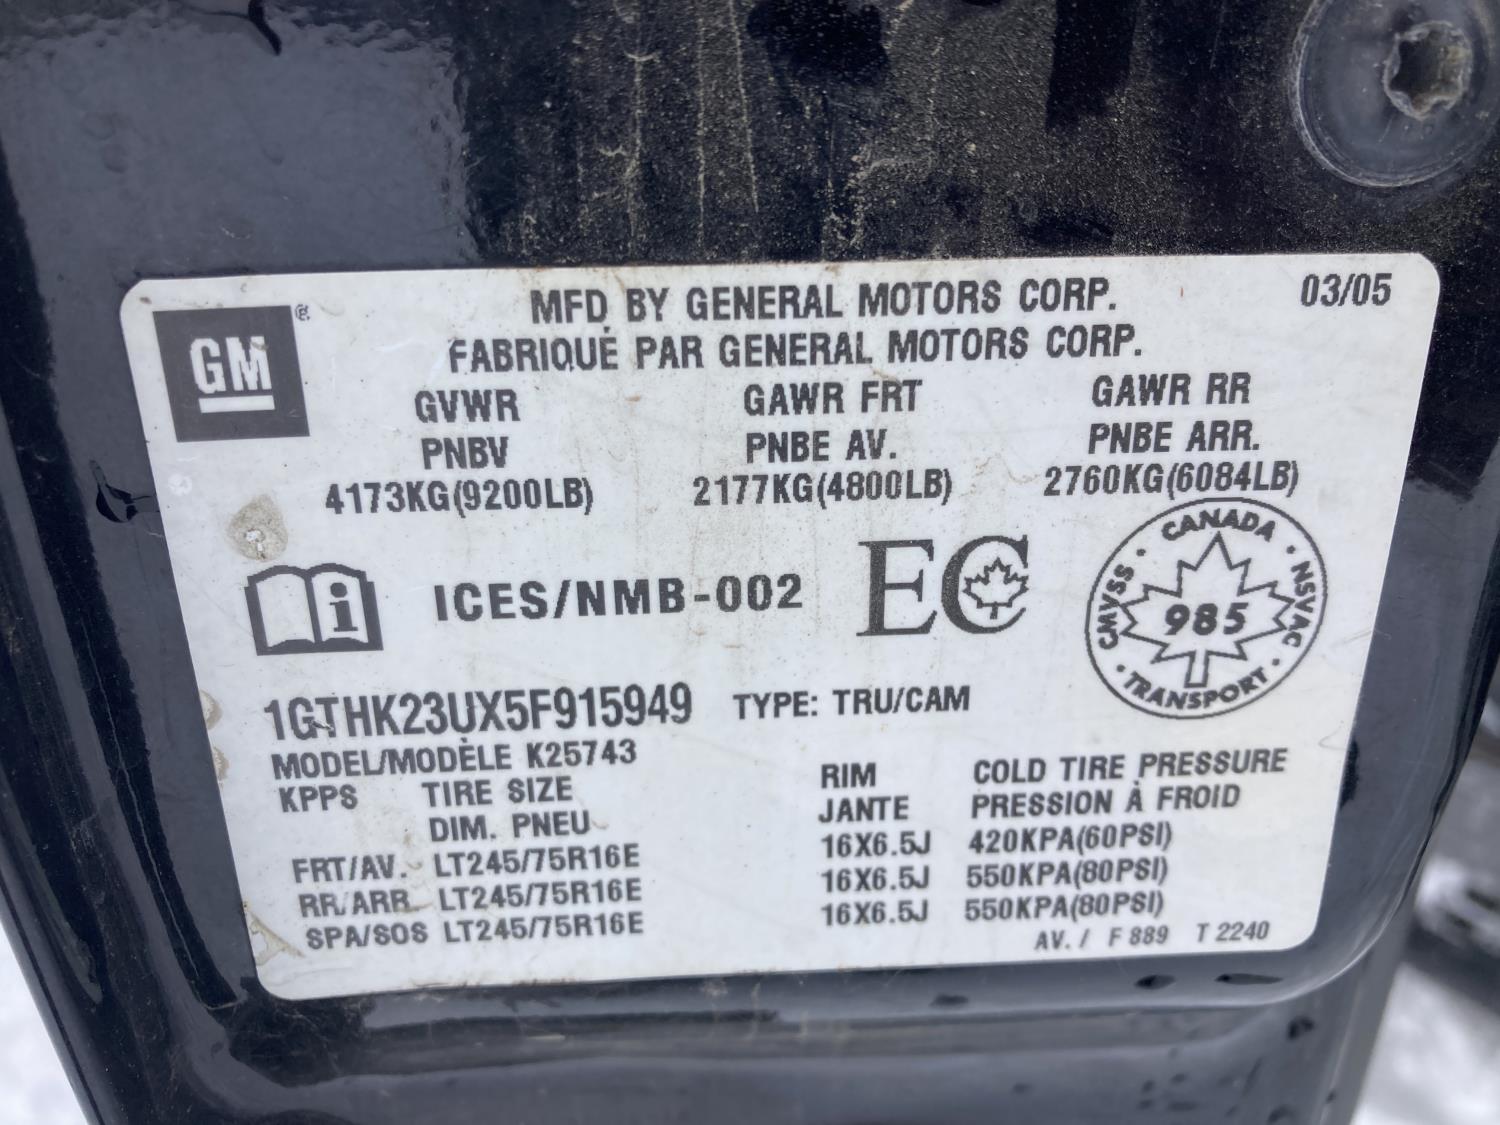 GM ®
MFD BY GENERAL MOTORS CORP. 03/05
FABRIQUÉ PAR GENERAL MOTORS CORP.
GVWR GAWR FRT GAWR RR
PNBV PNBE AV. PNBE ARR.
4173KG(9200LB) 2177KG(4800LB) 2760KG(6084LB)
i ICES/NMB-002 EC
CANADA · NSVAC · TRANSPORT · CMVSS ·
985
1GTHK23UX5F915949 TYPE: TRU/CAM
MODEL/MODÈLE K25743
KPPS TIRE SIZE RIM COLD TIRE PRESSURE
DIM. PNEU JANTE PRESSION À FROID
FRT/AV. LT245/75R16E 16X6.5J 420KPA(60PSI)
RR/ARR. LT245/75R16E 16X6.5J 550KPA(80PSI)
SPA/SOS LT245/75R16E 16X6.5J 550KPA(80PSI)
AV. / F 889 T 2240